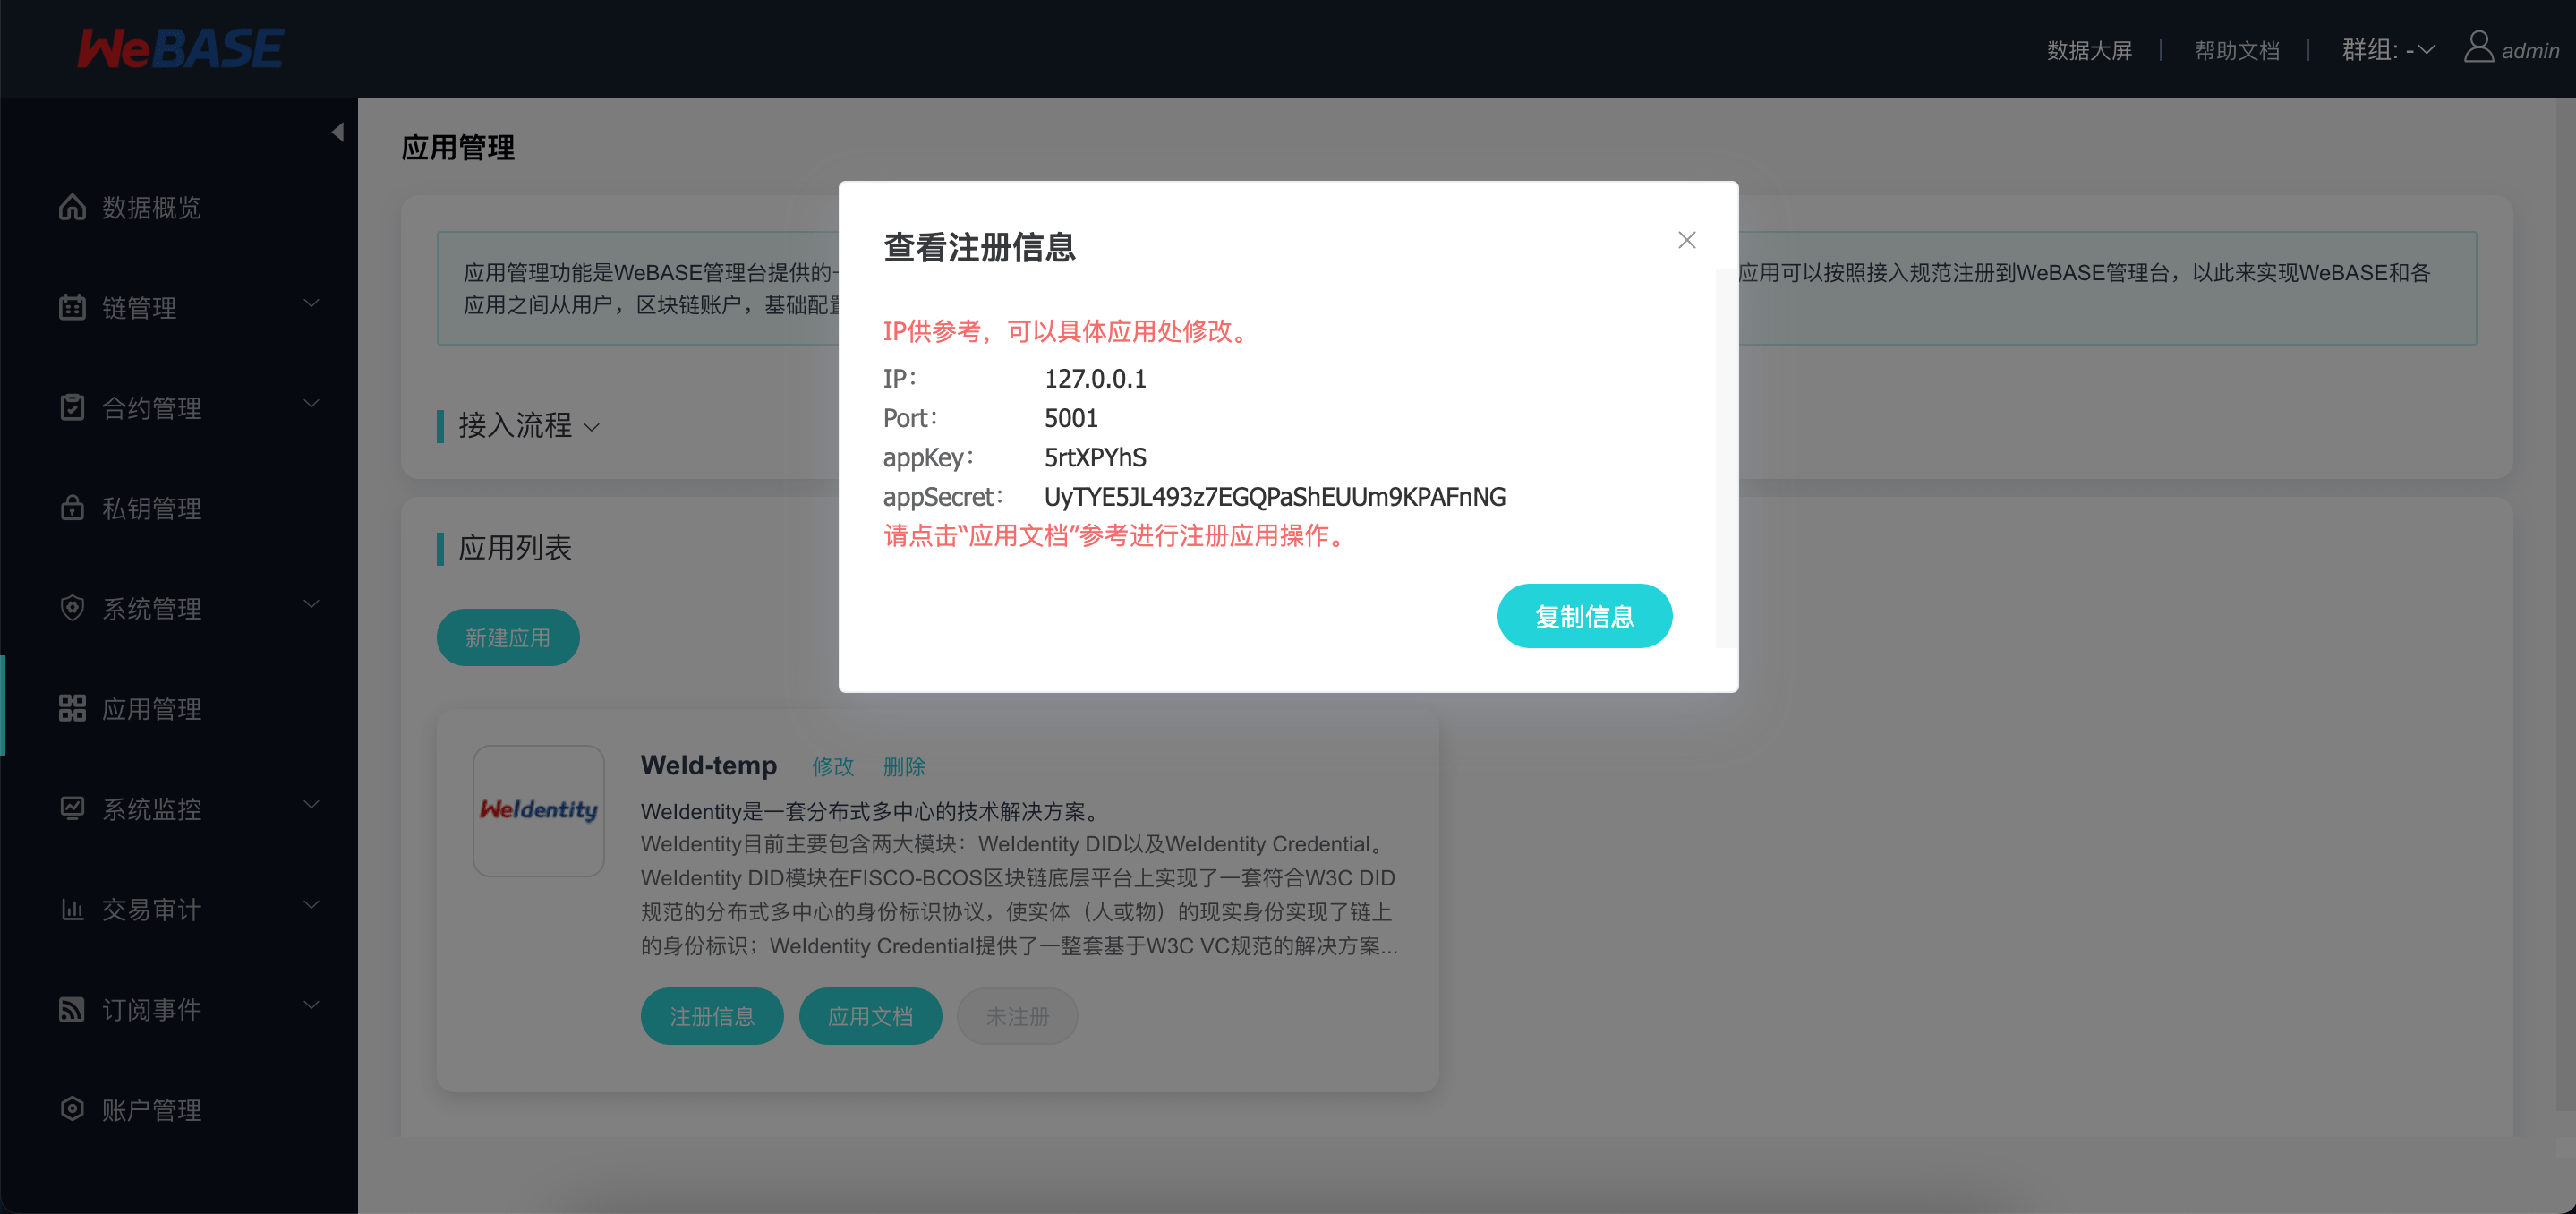 WeBASE
数据大屏
帮助文档
群组: -
admin
数据概览
链管理
合约管理
私钥管理
系统管理
应用管理
系统监控
交易审计
订阅事件
账户管理
应用管理
应用管理功能是WeBASE管理台提供的
应用可以按照接入规范注册到WeBASE管理台，以此来实现WeBASE和各
应用之间从用户，区块链账户，基础配
接入流程
应用列表
新建应用
查看注册信息
IP供参考，可以具体应用处修改。
IP： 127.0.0.1
Port： 5001
appKey： 5rtXPYhS
appSecret： UyTYE5JL493z7EGQPaShEUUm9KPAFnNG
请点击“应用文档”参考进行注册应用操作。
复制信息
WeIdentity
WeId-temp 修改 删除
WeIdentity是一套分布式多中心的技术解决方案。
WeIdentity目前主要包含两大模块：WeIdentity DID以及WeIdentity Credential。
WeIdentity DID模块在FISCO-BCOS区块链底层平台上实现了一套符合W3C DID
规范的分布式多中心的身份标识协议，使实体（人或物）的现实身份实现了链上
的身份标识；WeIdentity Credential提供了一整套基于W3C VC规范的解决方案...
注册信息 应用文档 未注册